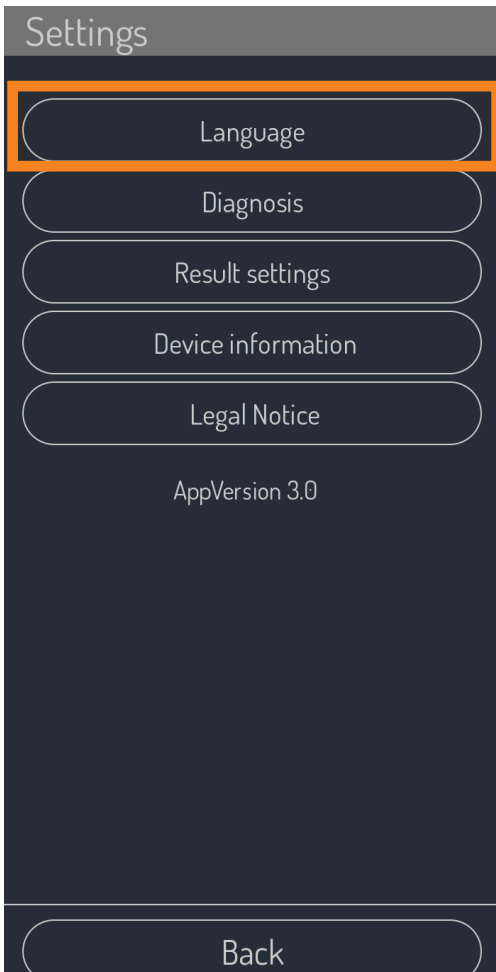 Settings
Language
Diagnosis
Result settings
Device information
Legal Notice
AppVersion 3.0
Back